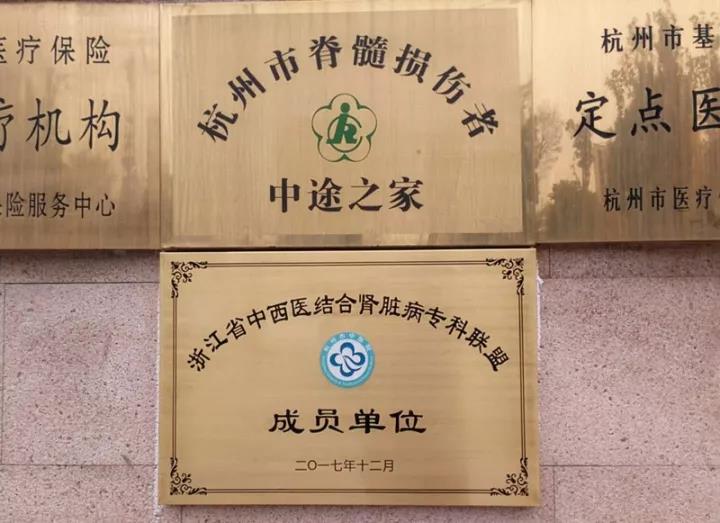 医疗保险
疗机构
险服务中心
杭州市脊髓损伤者
中途之家
杭州市基
定点医
杭州市医疗
浙江省中西医结合肾脏病专科联盟
成员单位
二〇一七年十二月